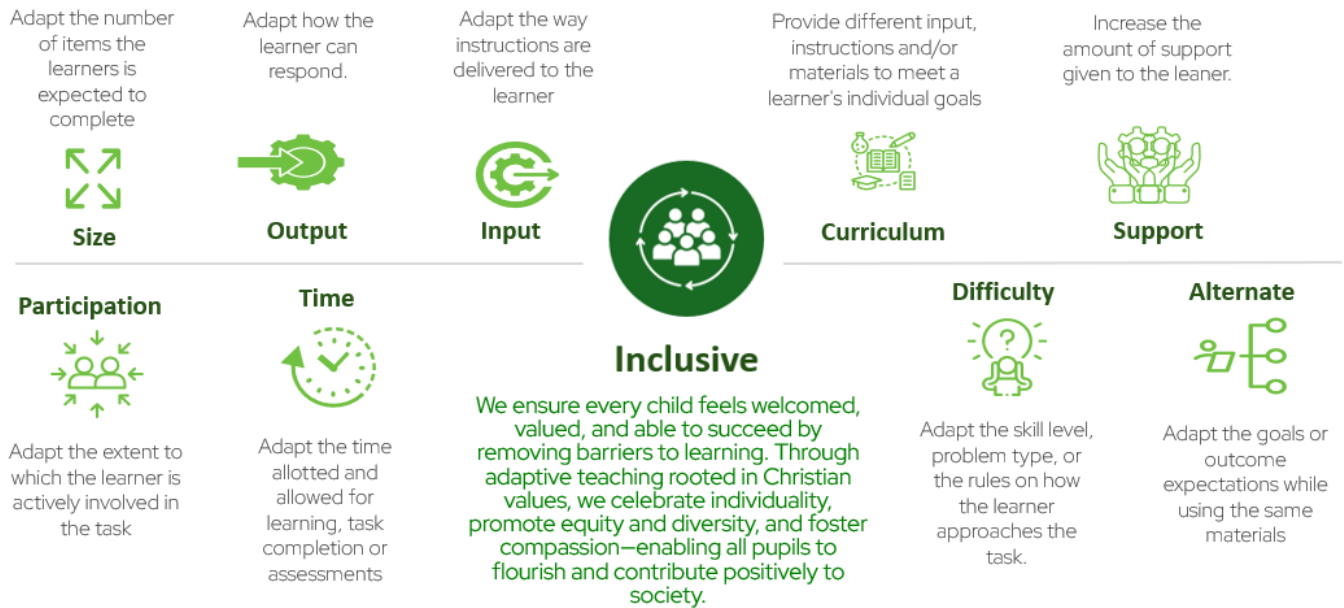 Adapt the number
of items the
learners is
expected to
complete
Size
Adapt how the
learner can
respond.
Output
Adapt the way
instructions are
delivered to the
learner
Input
Provide different input,
instructions and/or
materials to meet a
learner's individual goals
Curriculum
Increase the
amount of support
given to the leaner.
Support
Participation
Adapt the extent to
which the learner is
actively involved in
the task
Time
Adapt the time
allotted and
allowed for
learning, task
completion or
assessments
Inclusive
We ensure every child feels welcomed,
valued, and able to succeed by
removing barriers to learning. Through
adaptive teaching rooted in Christian
values, we celebrate individuality,
promote equity and diversity, and foster
compassion—enabling all pupils to
flourish and contribute positively to
society.
Difficulty
?
Adapt the skill level,
problem type, or
the rules on how
the learner
approaches the
task.
Alternate
Adapt the goals or
outcome
expectations while
using the same
materials